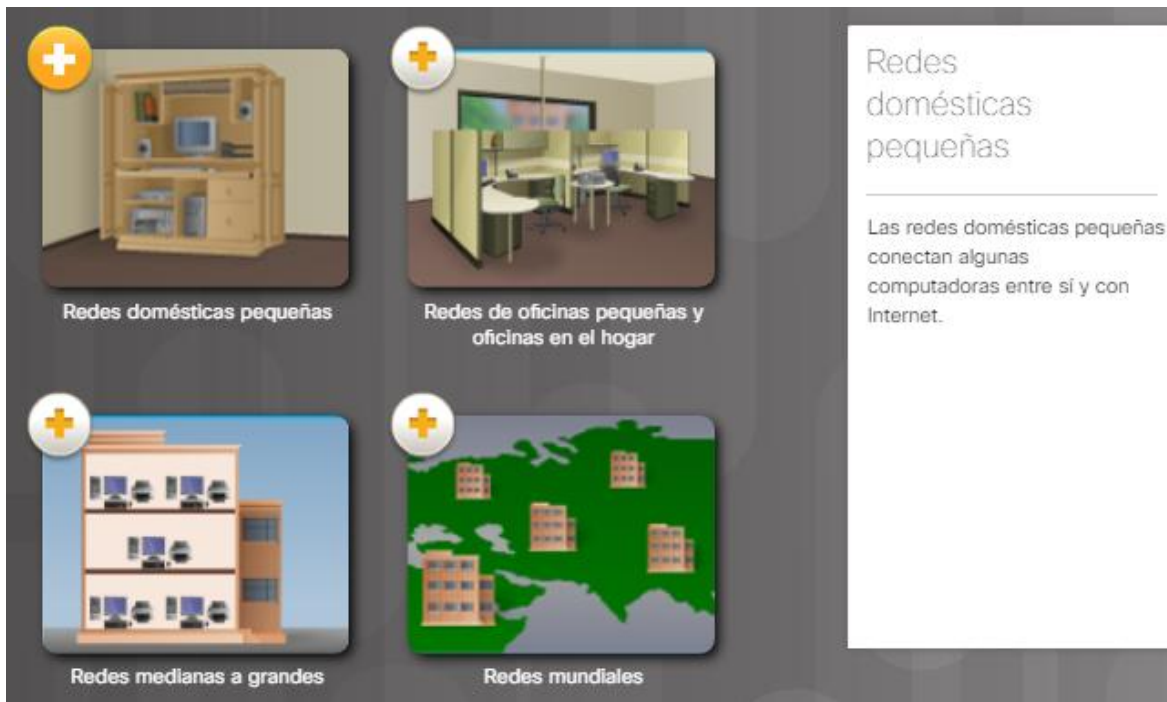 Redes domésticas pequeñas
Redes de oficinas pequeñas y
oficinas en el hogar
Redes medianas a grandes
Redes mundiales
Redes
domésticas
pequeñas
Las redes domésticas pequeñas
conectan algunas
computadoras entre sí y con
Internet.